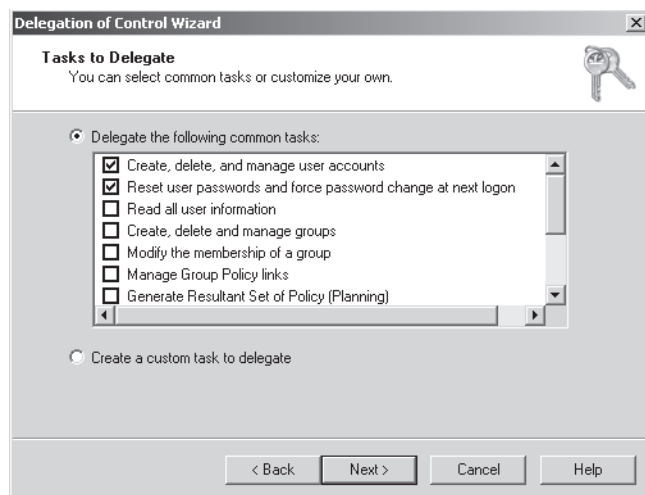 Delegation of Control Wizard
Tasks to Delegate
You can select common tasks or customize your own.
Delegate the following common tasks:
Create, delete, and manage user accounts
Reset user passwords and force password change at next logon
Read all user information
Create, delete and manage groups
Modify the membership of a group
Manage Group Policy links
Generate Resultant Set of Policy (Planning)
Create a custom task to delegate
< Back Next > Cancel Help